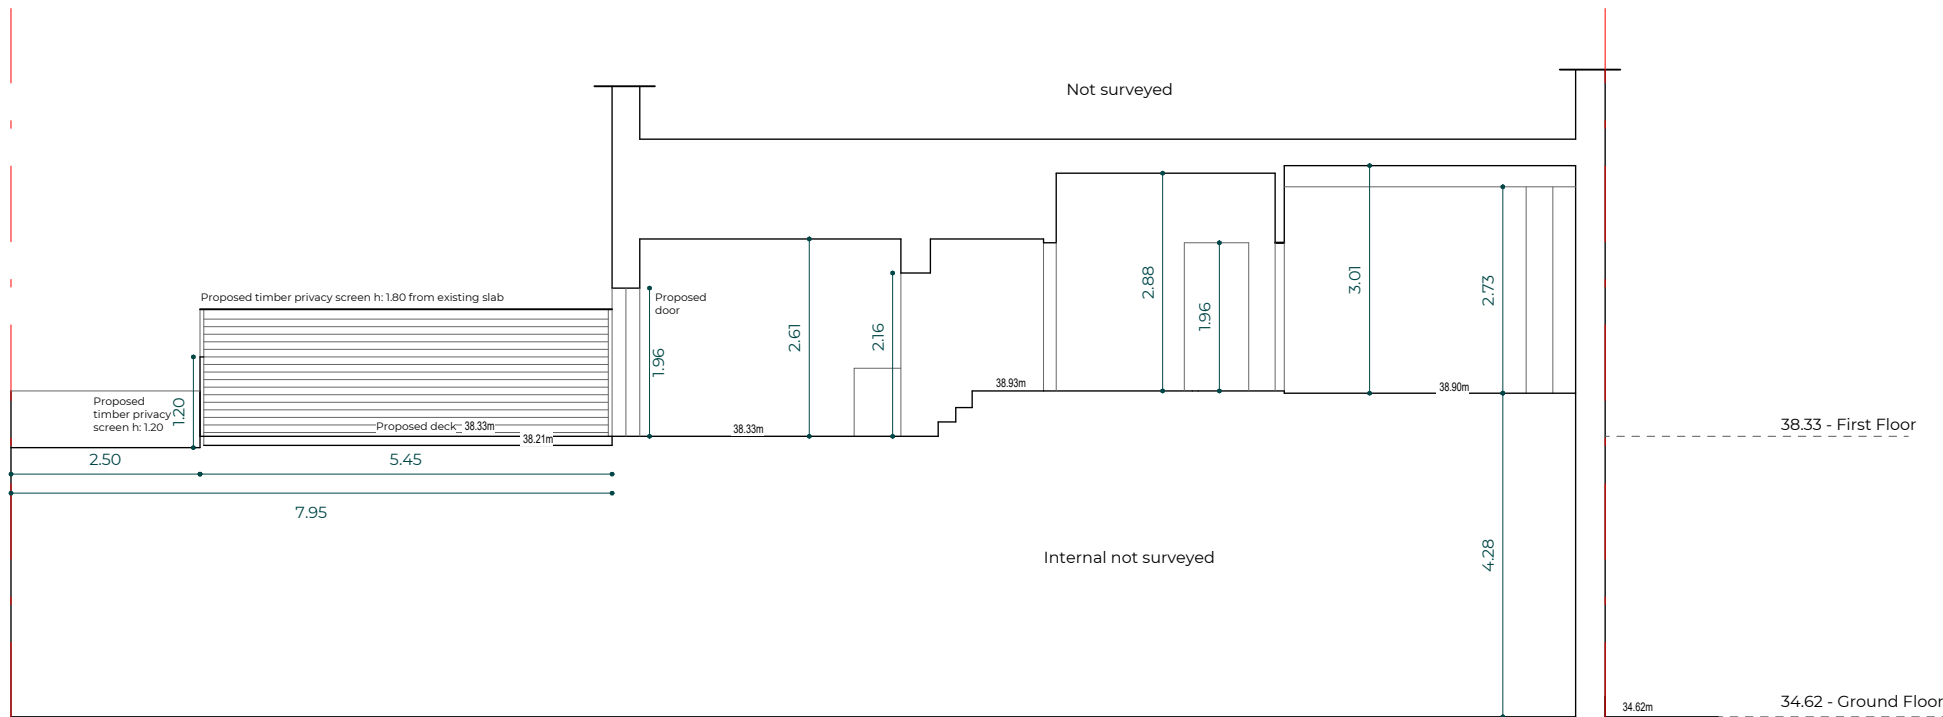 Not surveyed
Proposed timber privacy screen h: 1.80 from existing slab
Proposed
door
1.96
2.61
2.16
2.88
1.96
3.01
2.73
Proposed
timber privacy
screen h: 1.20
1.20
Proposed deck 38.33m
38.21m
38.33m
38.93m
38.90m
38.33 - First Floor
2.50
5.45
7.95
Internal not surveyed
4.28
34.62m
34.62 - Ground Floor